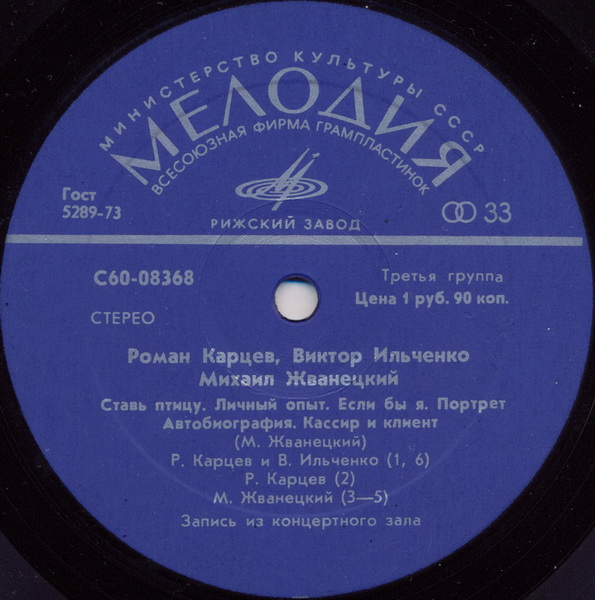 МИНИСТЕРСТВО КУЛЬТУРЫ СССР
МЕЛОДИЯ
ВСЕСОЮЗНАЯ ФИРМА ГРАМПЛАСТИНОК
Гост
5289-73
33
РИЖСКИЙ ЗАВОД
С60-08368
Третья группа
Цена 1 руб. 90 коп.
СТЕРЕО
Роман Карцев, Виктор Ильченко
Михаил Жванецкий
Ставь птицу. Личный опыт. Если бы я. Портрет
Автобиография. Кассир и клиент
(М. Жванецкий)
Р. Карцев и В. Ильченко (1, 6)
Р. Карцев (2)
М. Жванецкий (3—5)
Запись из концертного зала